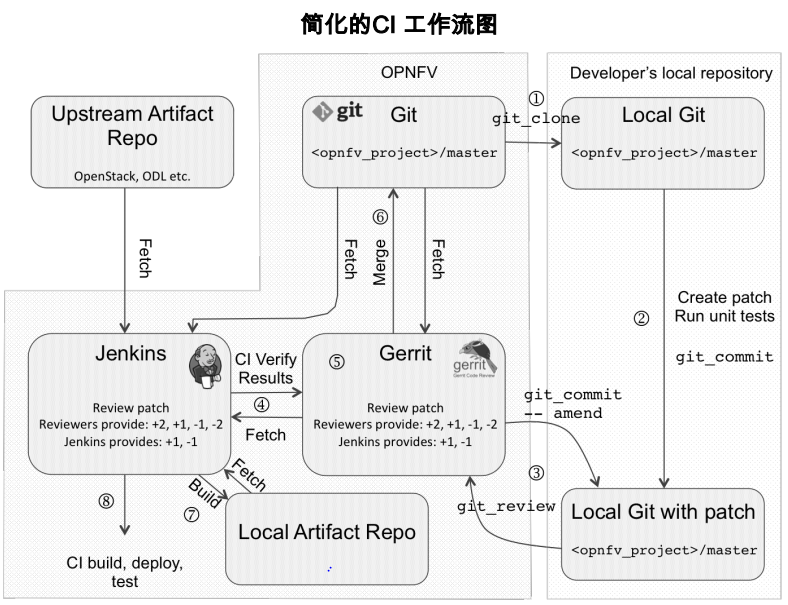 简化的CI 工作流图
OPNFV
Developer's local repository
Upstream Artifact
Repo
OpenStack, ODL etc.
git
Git
<opnfv_project>/master
①
git_clone
Local Git
<opnfv_project>/master
Fetch
Fetch
⑥
Merge
Fetch
②
Create patch
Run unit tests
git_commit
Jenkins
Review patch
Reviewers provide: +2, +1, -1, -2
Jenkins provides: +1, -1
CI Verify
Results
④
Fetch
⑤
Gerrit
gerrit
Gerrit Code Review
Review patch
Reviewers provide: +2, +1, -1, -2
Jenkins provides: +1, -1
git_commit
-- amend
③
git_review
Local Git with patch
<opnfv_project>/master
⑧
CI build, deploy,
test
Fetch
Build
⑦
Local Artifact Repo